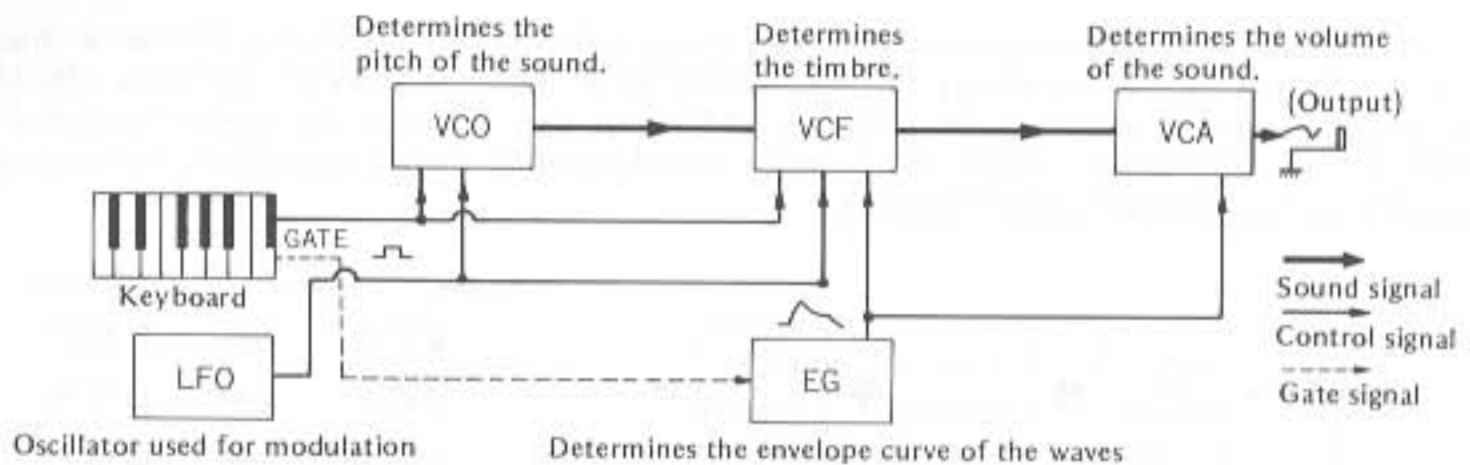 Determines the
pitch of the sound.
Determines
the timbre.
Determines the volume
of the sound.
VCO
VCF
VCA
(Output)
GATE
Keyboard
LFO
EG
Sound signal
Control signal
Gate signal
Oscillator used for modulation
Determines the envelope curve of the waves